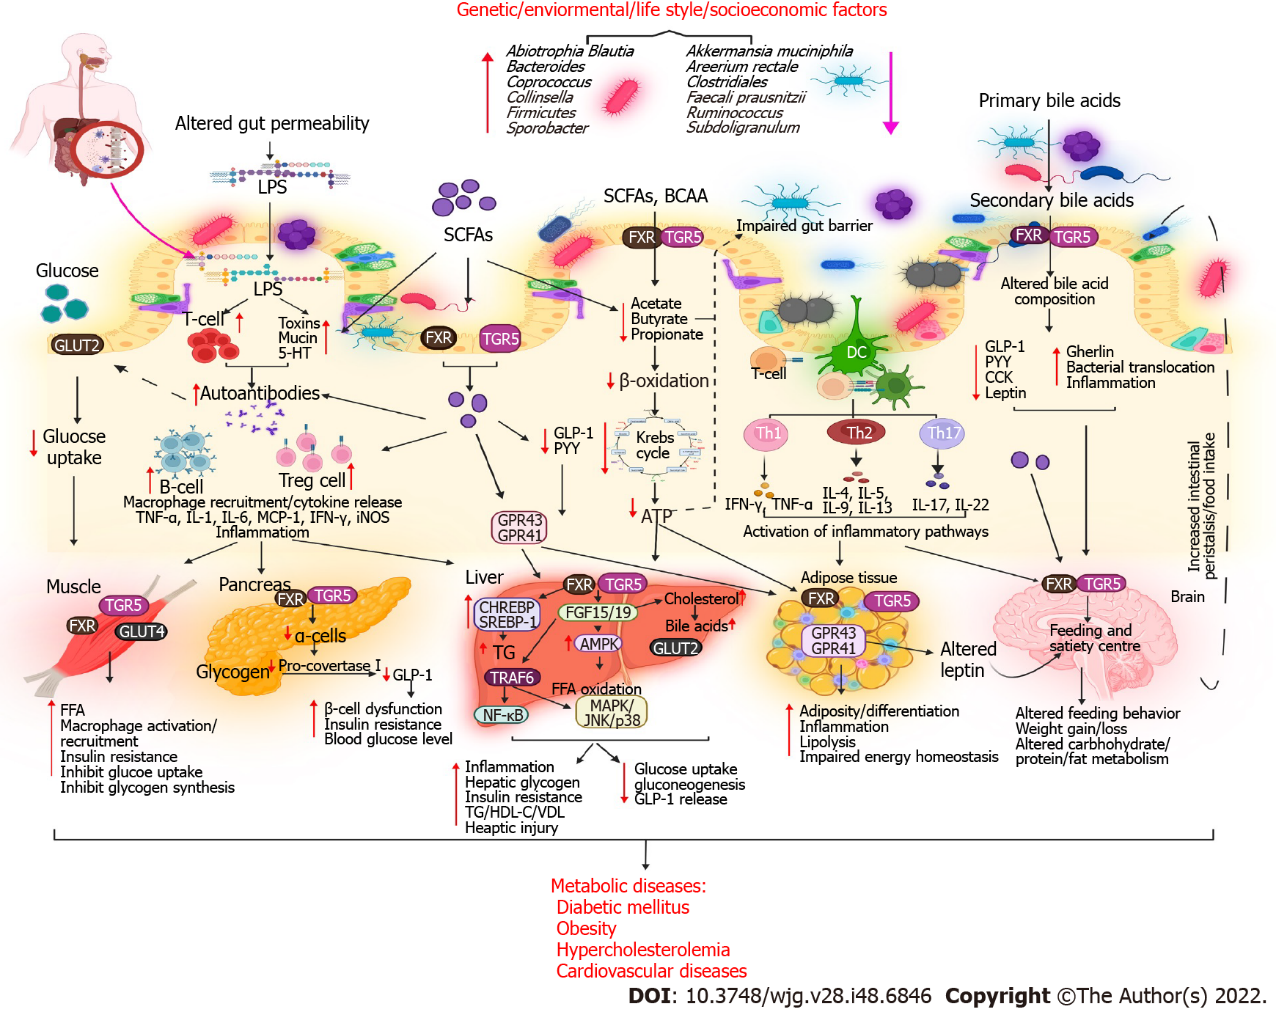 Genetic/enviormental/life style/socioeconomic factors
Abiotrophia Blautia
Bacteroides
Coprococcus
Collinsella
Firmicutes
Sporobacter
Akkermansia muciniphila
Areerium rectale
Clostridiales
Faecali prausnitzii
Ruminococcus
Subdoligranulum
Primary bile acids
Secondary bile acids
FXR
TGR5
Altered bile acid
composition
GLP-1
PYY
CCK
Leptin
Gherlin
Bacterial translocation
Inflammation
Altered gut permeability
LPS
LPS
T-cell
Toxins
Mucin
5-HT
Autoantibodies
B-cell
Treg cell
Macrophage recruitment/cytokine release
TNF-α, IL-1, IL-6, MCP-1, IFN-γ, iNOS
Inflammatiom
Glucose
GLUT2
Gluocse
uptake
SCFAs
FXR
TGR5
GLP-1
PYY
GPR43
GPR41
SCFAs, BCAA
FXR
TGR5
Acetate
Butyrate
Propionate
β-oxidation
Krebs
cycle
ATP
Impaired gut barrier
DC
T-cell
Th1
Th2
Th17
IFN-γ, TNF-α
IL-4, IL-5,
IL-9, IL-13
IL-17, IL-22
Activation of inflammatory pathways
Increased intestinal
peristalsis/food intake
Muscle
TGR5
FXR
GLUT4
FFA
Macrophage activation/
recruitment
Insulin resistance
Inhibit glucoe uptake
Inhibit glycogen synthesis
Pancreas
FXR
TGR5
α-cells
Glycogen
Pro-covertase I
GLP-1
β-cell dysfunction
Insulin resistance
Blood glucose level
Liver
FXR
TGR5
CHREBP
SREBP-1
FGF15/19
Cholesterol
Bile acids
TG
AMPK
GLUT2
TRAF6
FFA oxidation
NF-κB
MAPK/
JNK/p38
Inflammation
Hepatic glycogen
Insulin resistance
TG/HDL-C/VDL
Heaptic injury
Glucose uptake
gluconeogenesis
GLP-1 release
Adipose tissue
FXR
TGR5
GPR43
GPR41
Altered
leptin
Adiposity/differentiation
Inflammation
Lipolysis
Impaired energy homeostasis
FXR
TGR5
Brain
Feeding and
satiety centre
Altered feeding behavior
Weight gain/loss
Altered carbhohydrate/
protein/fat metabolism
Metabolic diseases:
Diabetic mellitus
Obesity
Hypercholesterolemia
Cardiovascular diseases
DOI: 10.3748/wjg.v28.i48.6846 Copyright ©The Author(s) 2022.